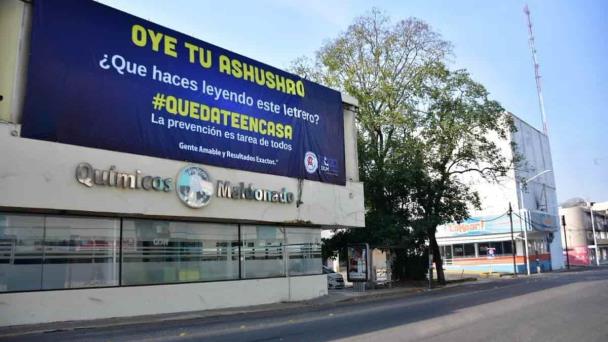 OYE TU ASHUSHAO
¿Que haces leyendo este letrero?
#QUEDATEENCASA
La prevención es tarea de todos
Gente Amable y Resultados Exactos.
Químicos Maldonado